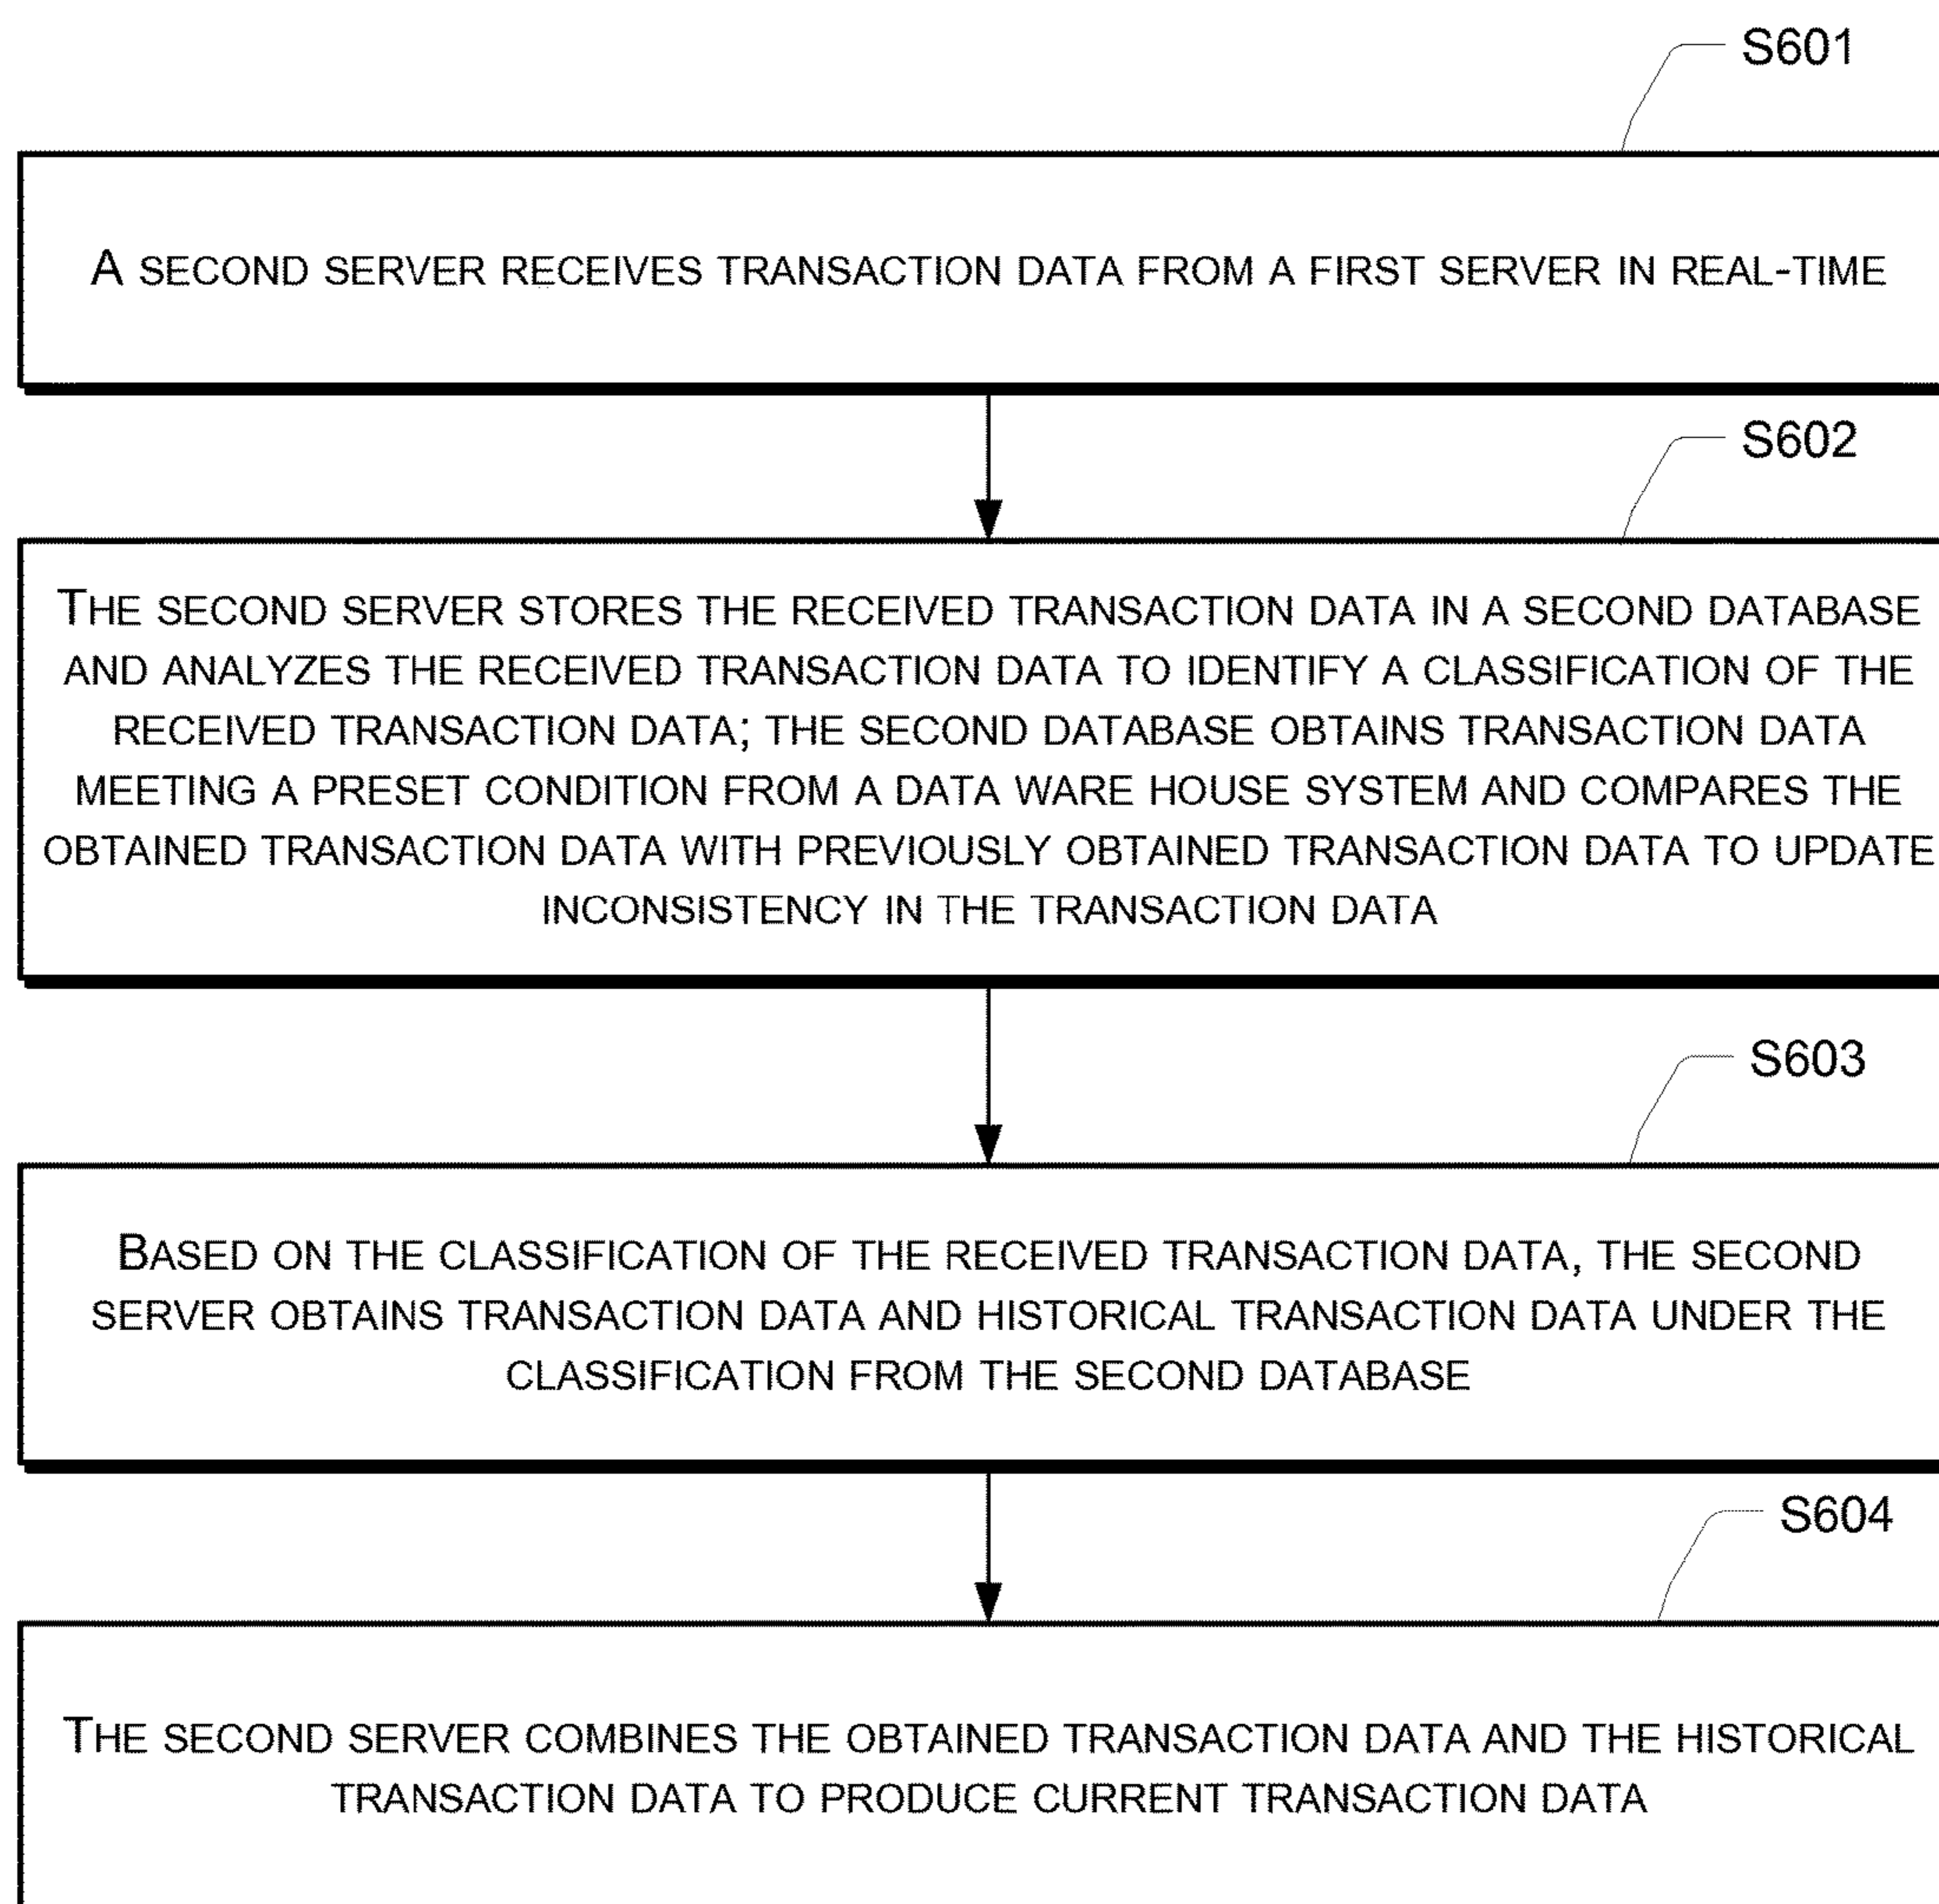 S601
A SECOND SERVER RECEIVES TRANSACTION DATA FROM A FIRST SERVER IN REAL-TIME
S602
THE SECOND SERVER STORES THE RECEIVED TRANSACTION DATA IN A SECOND DATABASE
AND ANALYZES THE RECEIVED TRANSACTION DATA TO IDENTIFY A CLASSIFICATION OF THE
RECEIVED TRANSACTION DATA; THE SECOND DATABASE OBTAINS TRANSACTION DATA
MEETING A PRESET CONDITION FROM A DATA WARE HOUSE SYSTEM AND COMPARES THE
OBTAINED TRANSACTION DATA WITH PREVIOUSLY OBTAINED TRANSACTION DATA TO UPDATE
INCONSISTENCY IN THE TRANSACTION DATA
S603
BASED ON THE CLASSIFICATION OF THE RECEIVED TRANSACTION DATA, THE SECOND
SERVER OBTAINS TRANSACTION DATA AND HISTORICAL TRANSACTION DATA UNDER THE
CLASSIFICATION FROM THE SECOND DATABASE
S604
THE SECOND SERVER COMBINES THE OBTAINED TRANSACTION DATA AND THE HISTORICAL
TRANSACTION DATA TO PRODUCE CURRENT TRANSACTION DATA